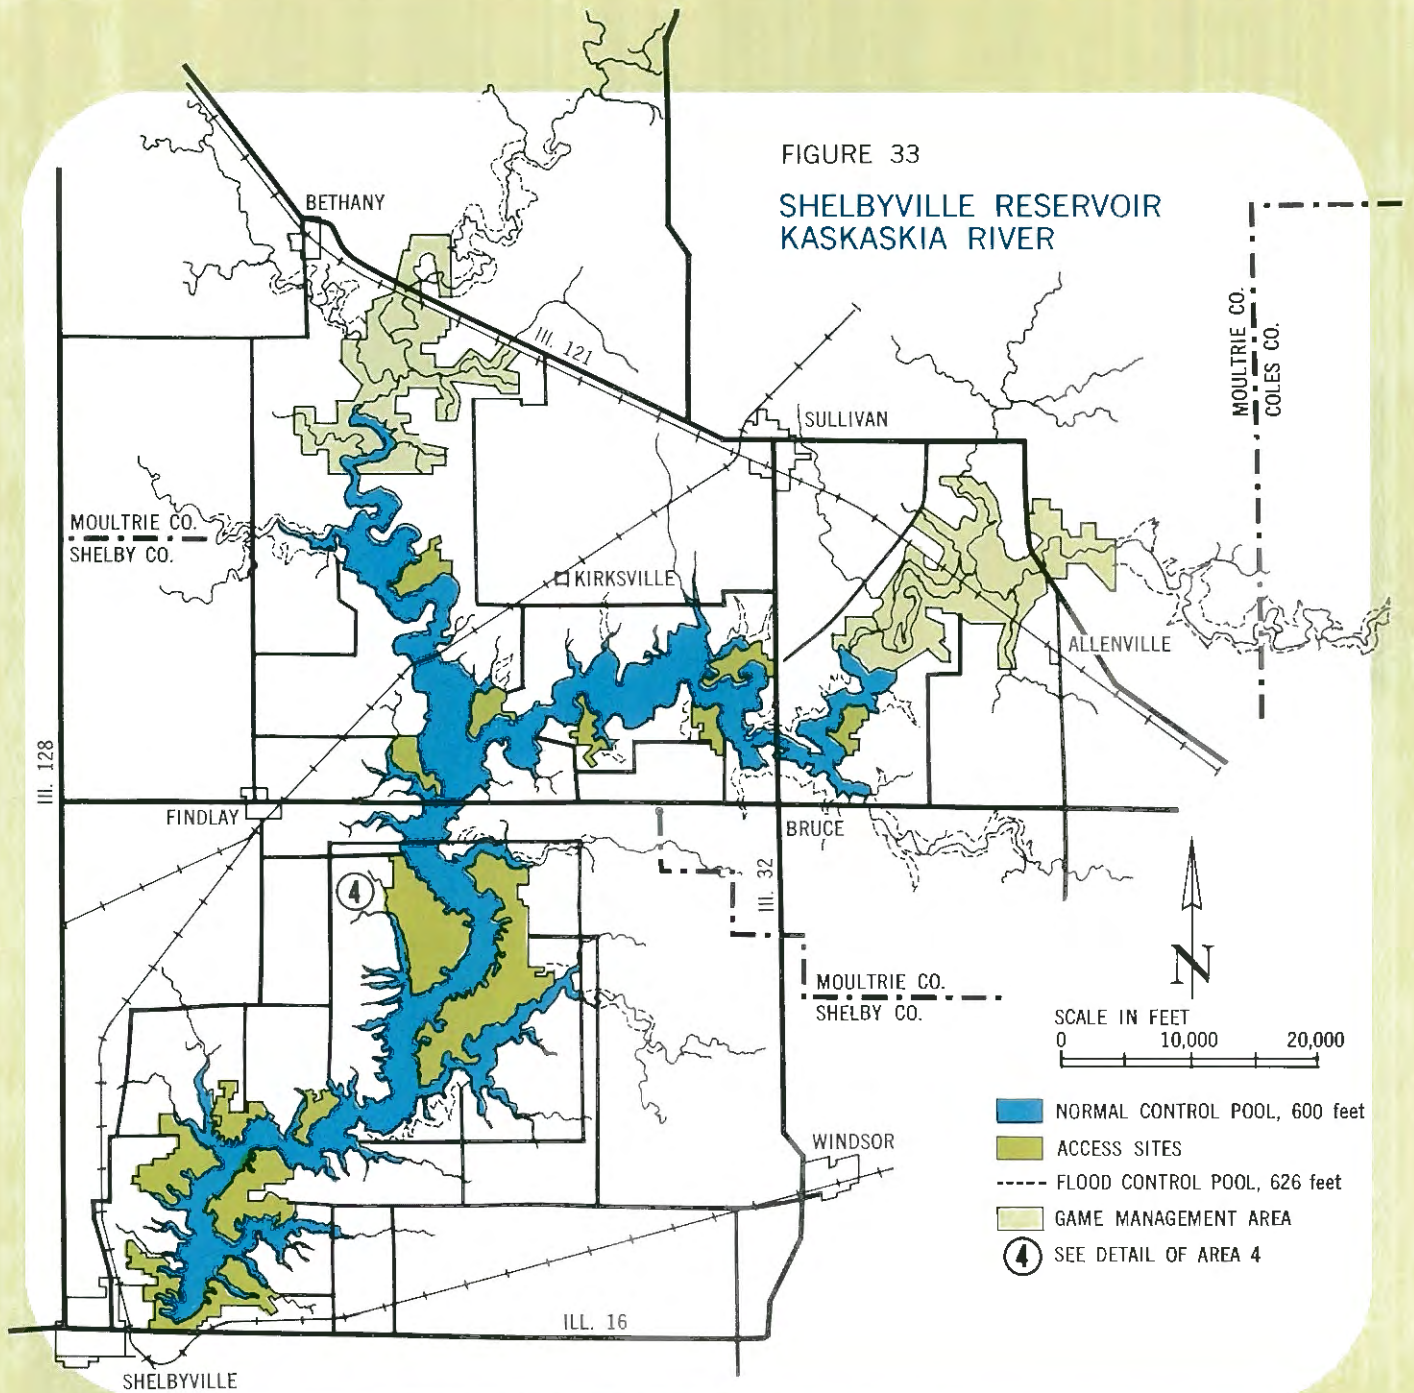 FIGURE 33
SHELBYVILLE RESERVOIR
KASKASKIA RIVER
BETHANY
ILL. 121
SULLIVAN
MOULTRIE CO.
COLES CO.
MOULTRIE CO.
SHELBY CO.
KIRKSVILLE
ALLENVILLE
ILL. 128
FINDLAY
BRUCE
ILL. 32
4
N
MOULTRIE CO.
SHELBY CO.
SCALE IN FEET
0 10,000 20,000
NORMAL CONTROL POOL, 600 feet
ACCESS SITES
FLOOD CONTROL POOL, 626 feet
GAME MANAGEMENT AREA
4 SEE DETAIL OF AREA 4
WINDSOR
ILL. 16
SHELBYVILLE